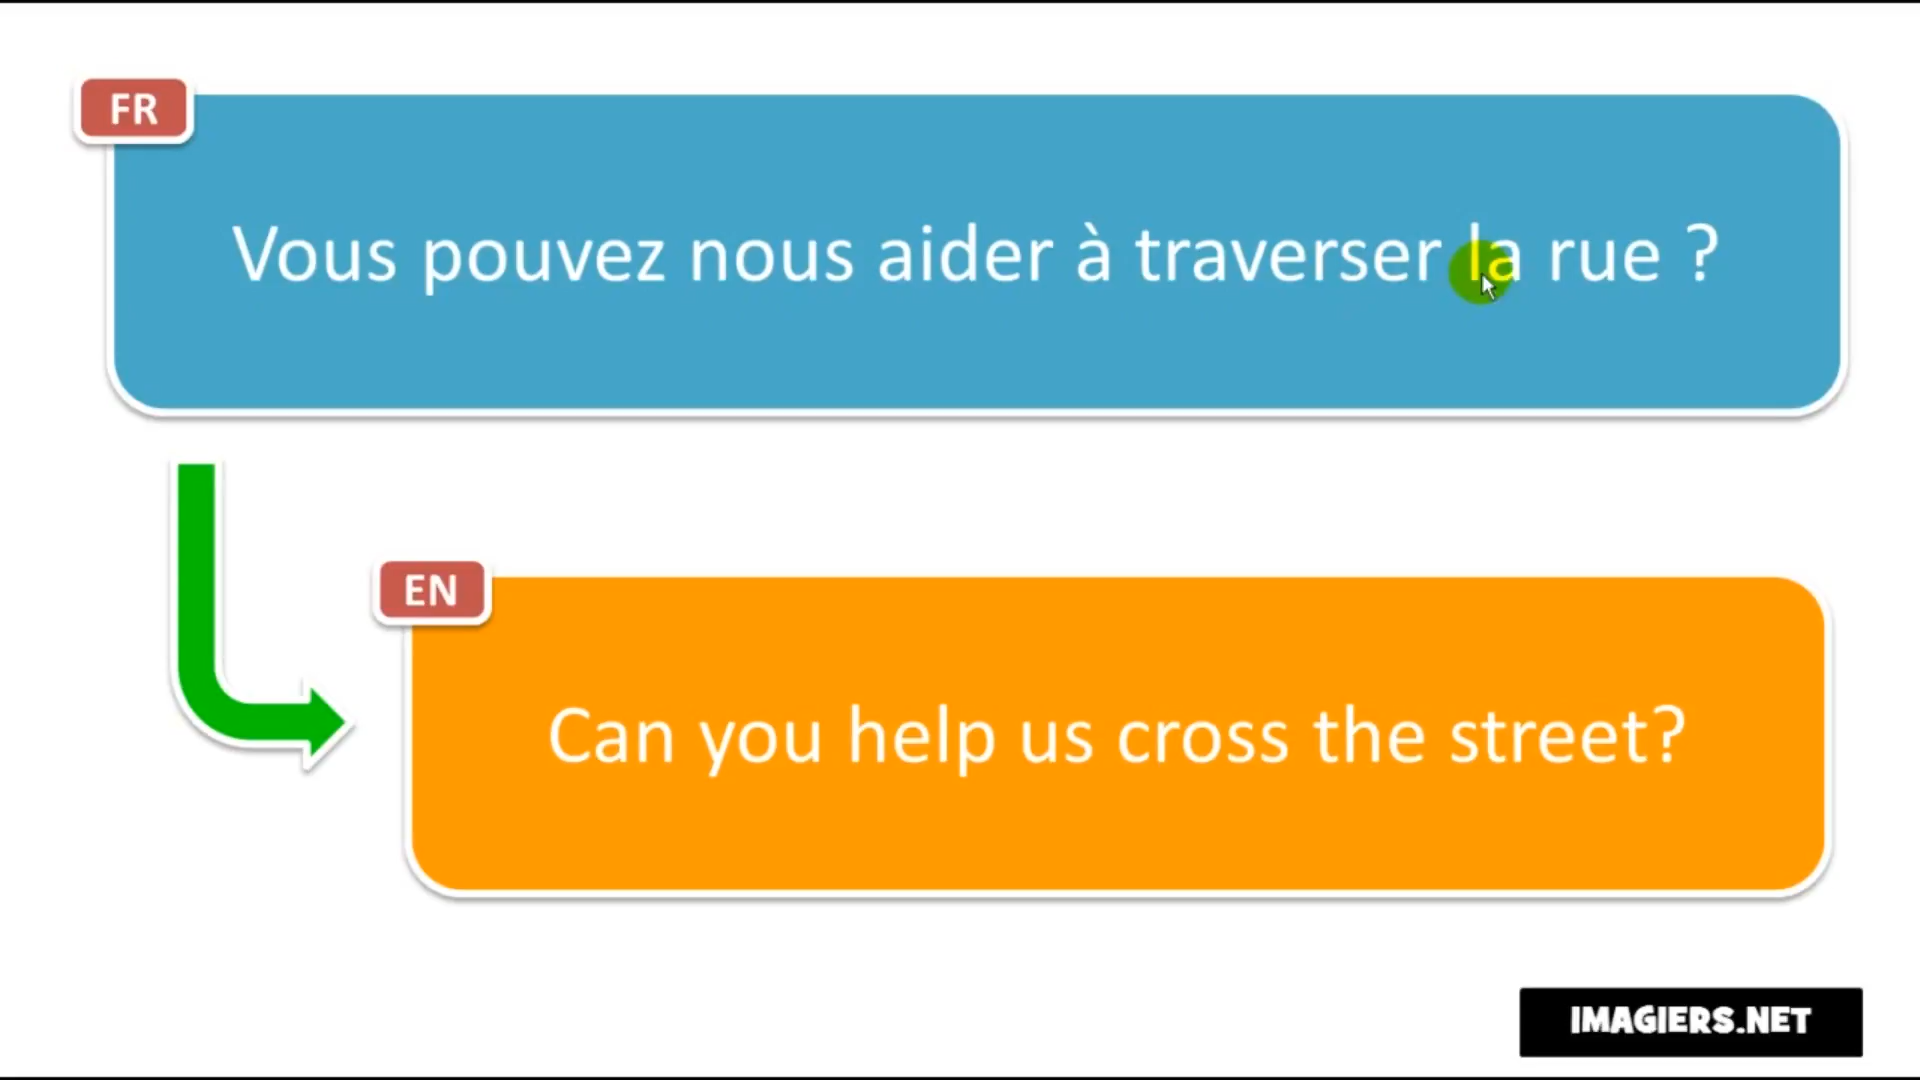 FR
Vous pouvez nous aider à traverser la rue ?
EN
Can you help us cross the street?
IMAGIERS.NET